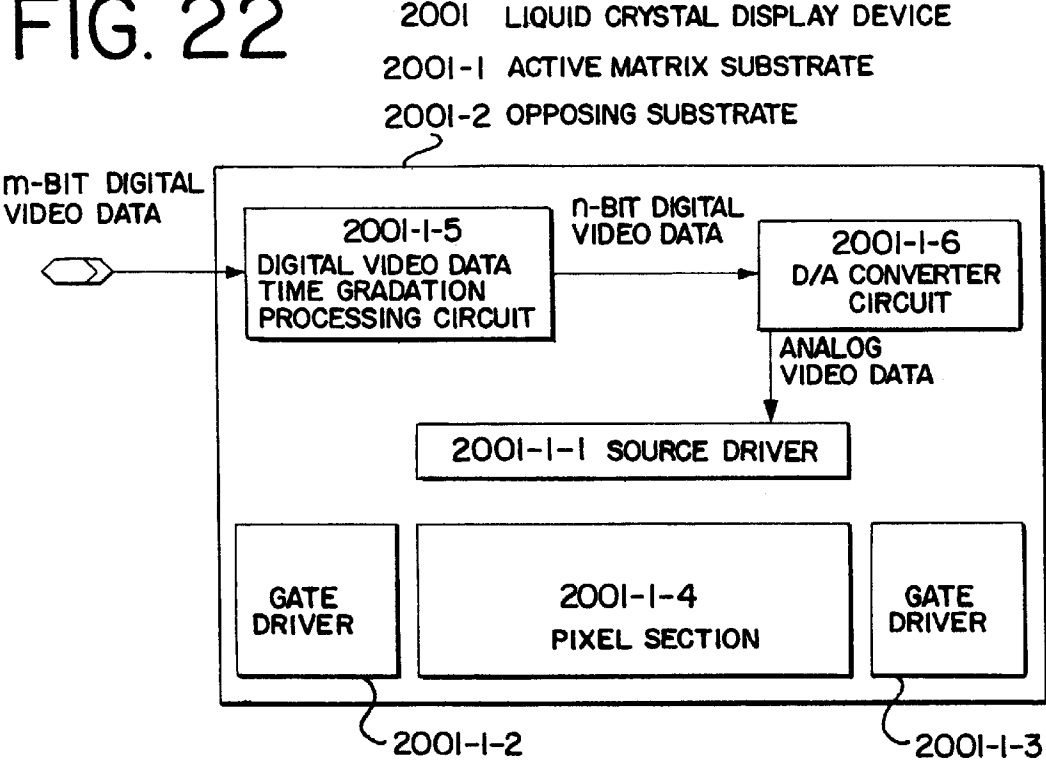 FIG. 22
2001 LIQUID CRYSTAL DISPLAY DEVICE
2001-1 ACTIVE MATRIX SUBSTRATE
2001-2 OPPOSING SUBSTRATE
m-BIT DIGITAL
VIDEO DATA
2001-1-5
DIGITAL VIDEO DATA
TIME GRADATION
PROCESSING CIRCUIT
n-BIT DIGITAL
VIDEO DATA
2001-1-6
D/A CONVERTER
CIRCUIT
ANALOG
VIDEO DATA
2001-1-1 SOURCE DRIVER
GATE
DRIVER
2001-1-4
PIXEL SECTION
GATE
DRIVER
2001-1-2
2001-1-3